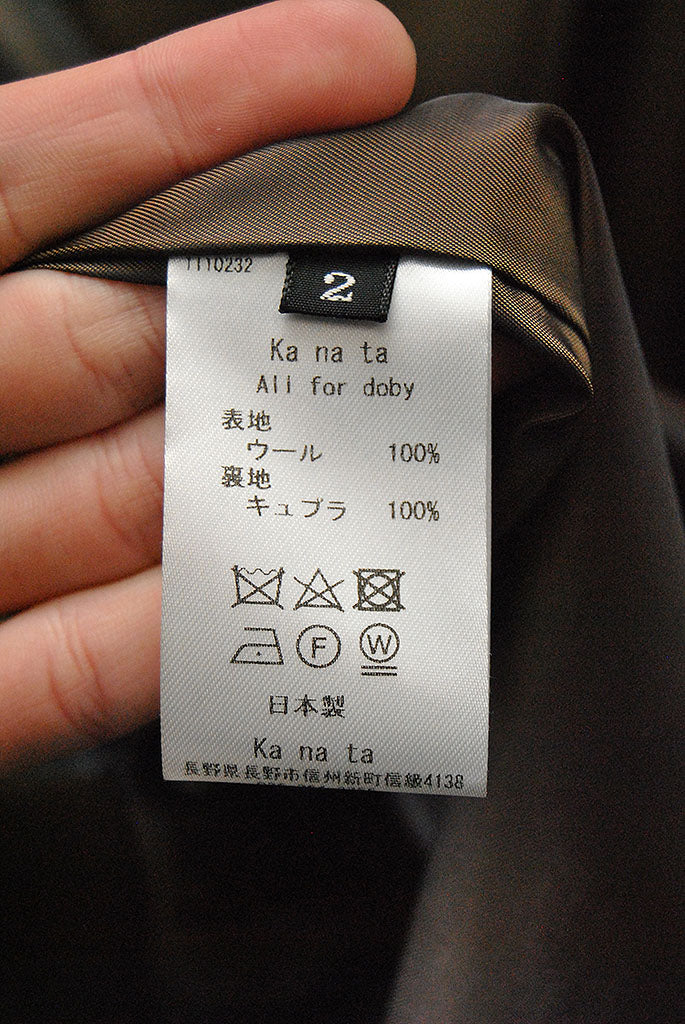 1110232
2
Ka na ta
All for doby
表地
ウール 100%
裏地
キュプラ 100%
F W
日本製
Ka na ta
長野県長野市信州新町信級4138